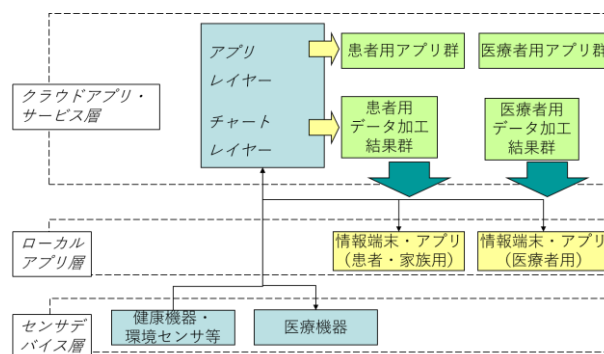 アプリ
レイヤー
チャート
レイヤー
患者用アプリ群
医療者用アプリ群
クラウドアプリ・
サービス層
患者用
データ加工
結果群
医療者用
データ加工
結果群
ローカル
アプリ層
情報端末・アプリ
(患者・家族用)
情報端末・アプリ
(医療者用)
センサデ
バイス層
健康機器・
環境センサ等
医療機器